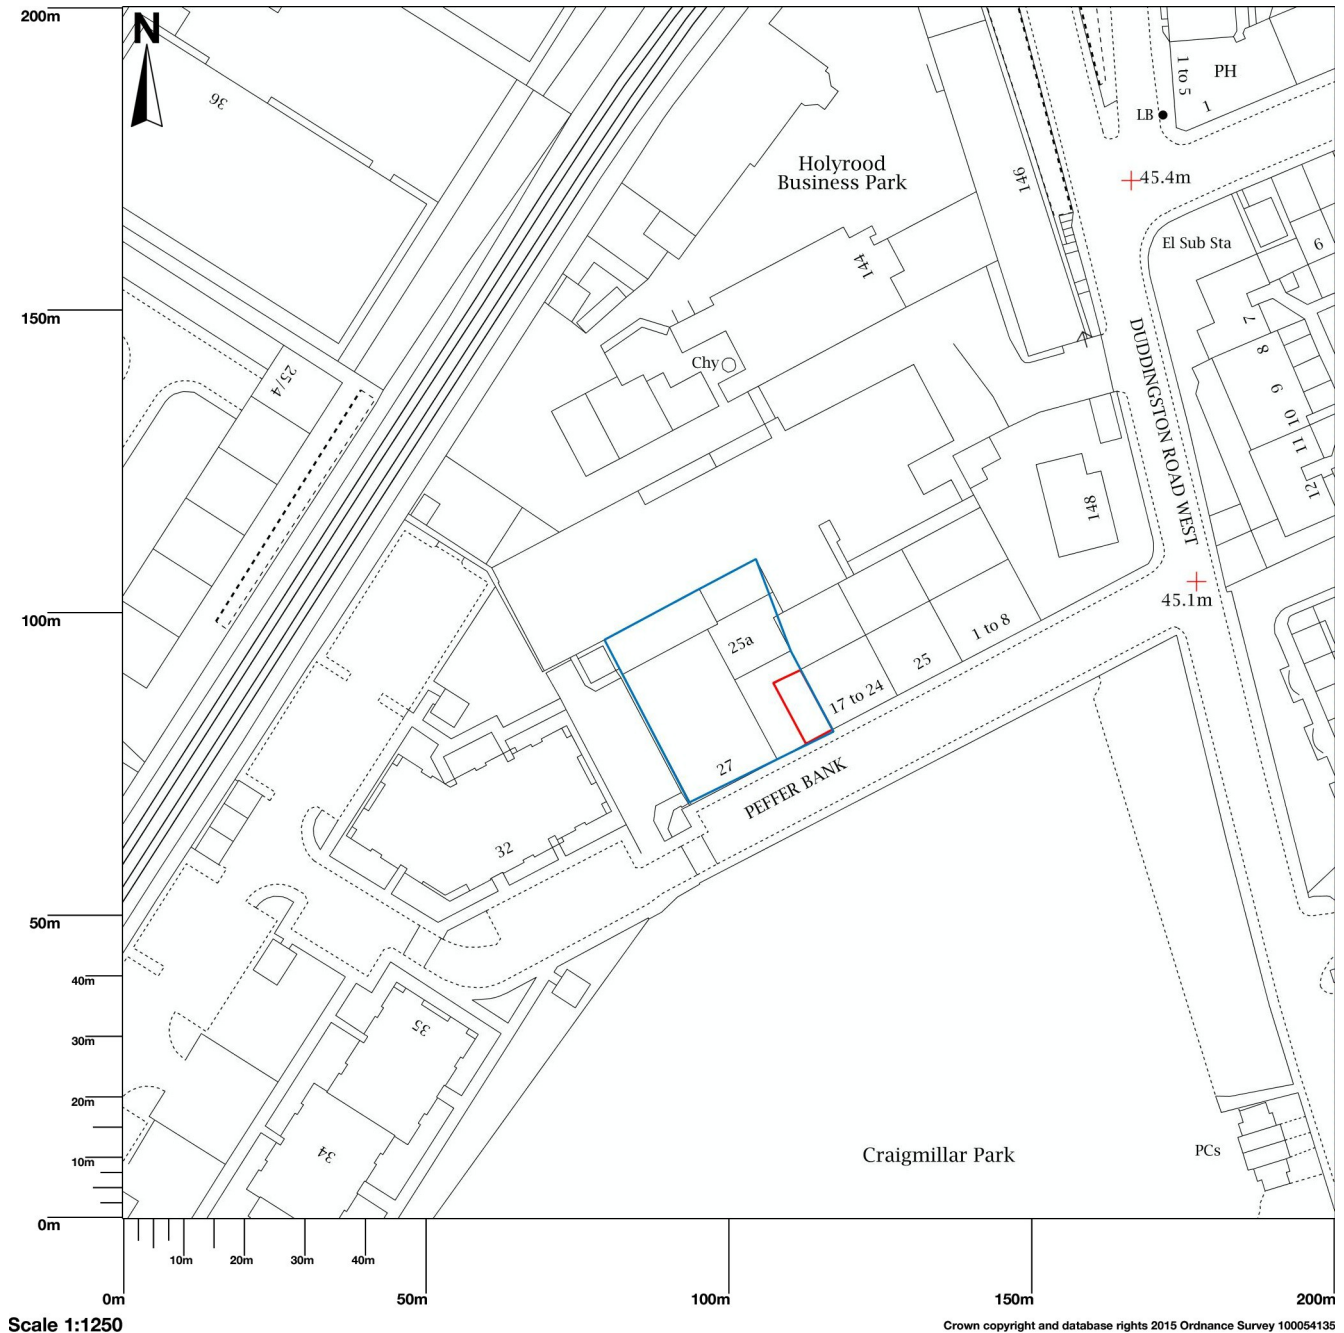 200m
N
36
1 to 5
PH
1
LB
Holyrood
Business Park
146
45.4m
El Sub Sta
6
144
150m
7
DUDDINGSTON ROAD WEST
8
Chy
25/4
9
10
11
12
148
100m
45.1m
25a
1 to 8
25
17 to 24
27
PEFFER BANK
32
50m
40m
35
30m
20m
34
Craigmillar Park
PCs
10m
0m
10m
20m
30m
40m
0m
50m
100m
150m
200m
Scale 1:1250
Crown copyright and database rights 2015 Ordnance Survey 100054135